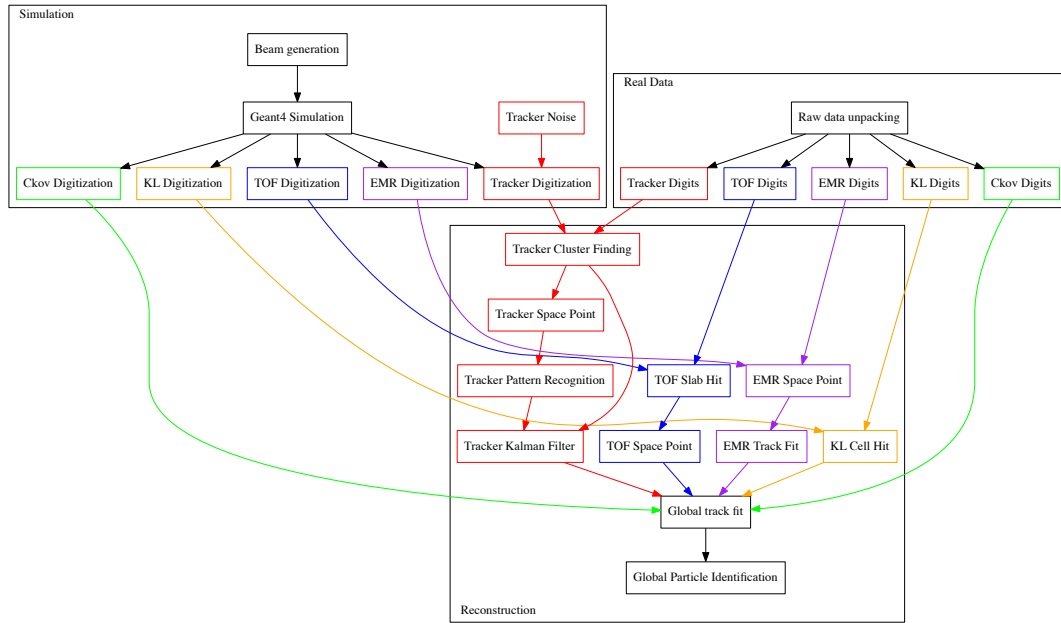 Simulation
Beam generation
Real Data
Geant4 Simulation
Tracker Noise
Raw data unpacking
Ckov Digitization
KL Digitization
TOF Digitization
EMR Digitization
Tracker Digitization
Tracker Digits
TOF Digits
EMR Digits
KL Digits
Ckov Digits
Tracker Cluster Finding
Tracker Space Point
Tracker Pattern Recognition
TOF Slab Hit
EMR Space Point
Tracker Kalman Filter
TOF Space Point
EMR Track Fit
KL Cell Hit
Global track fit
Global Particle Identification
Reconstruction